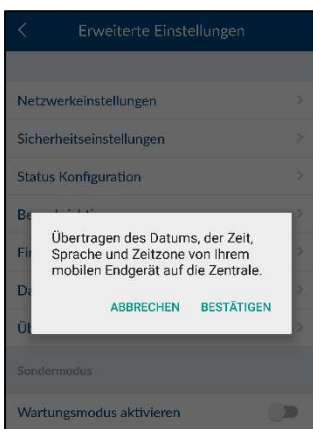 Erweiterte Einstellungen
Netzwerkeinstellungen
Sicherheitseinstellungen
Status Konfiguration
Übertragen des Datums, der Zeit,
Sprache und Zeitzone von Ihrem
mobilen Endgerät auf die Zentrale.
ABBRECHEN BESTÄTIGEN
Sondermodus
Wartungsmodus aktivieren